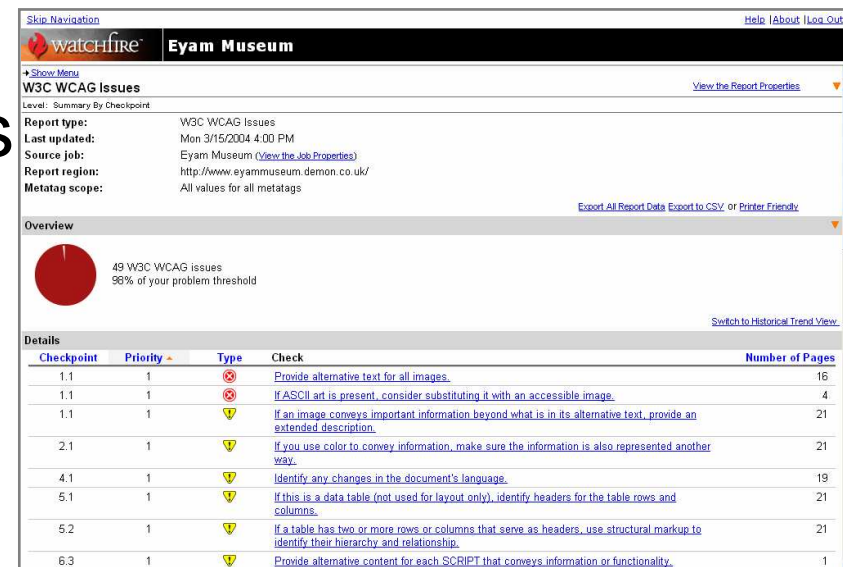 Skip Navigation
Help | About | Log Out
watchfire Eyam Museum
Show Menu
W3C WCAG Issues
View the Report Properties
Level: Summary By Checkpoint
Report type: W3C WCAG Issues
Last updated: Mon 3/15/2004 4:00 PM
Source job: Eyam Museum (View the Job Properties)
Report region: http://www.eyammuseum.demon.co.uk/
Metatag scope: All values for all metatags
Export All Report Data Export to CSV or Printer Friendly
Overview
49 W3C WCAG issues
98% of your problem threshold
Switch to Historical Trend View
Details
Checkpoint Priority Type Check Number of Pages
1.1 1 Provide alternative text for all images. 16
1.1 1 If ASCII art is present, consider substituting it with an accessible image. 4
1.1 1 If an image conveys important information beyond what is in its alternative text, provide an 21
extended description.
2.1 1 If you use color to convey information, make sure the information is also represented another 21
way.
4.1 1 Identify any changes in the document's language. 19
5.1 1 If this is a data table (not used for layout only), identify headers for the table rows and 21
columns.
5.2 1 If a table has two or more rows or columns that serve as headers, use structural markup to 21
identify their hierarchy and relationship.
6.3 1 Provide alternative content for each SCRIPT that conveys information or functionality. 1
s